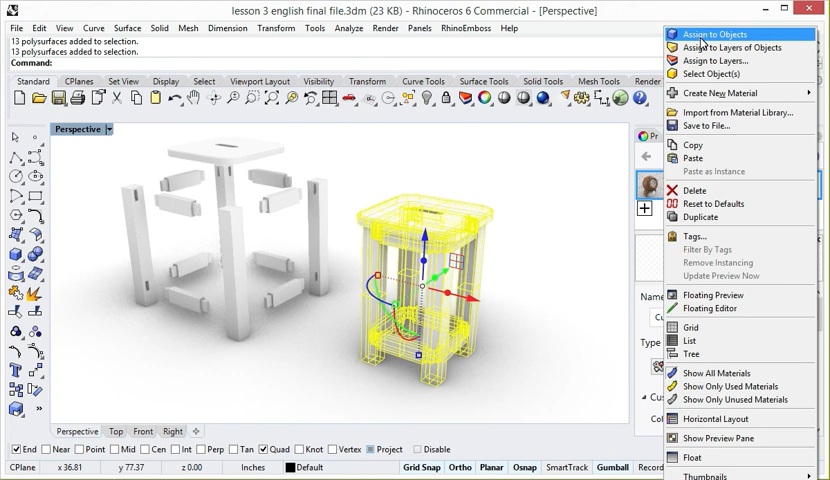 lesson 3 english final file.3dm (23 KB) - Rhinoceros 6 Commercial - [Perspective]
File Edit View Curve Surface Solid Mesh Dimension Transform Tools Analyze Render Panels RhinoEmboss Help
13 polysurfaces added to selection.
13 polysurfaces added to selection.
Command:
Standard CPlanes Set View Display Select Viewport Layout Visibility Transform Curve Tools Surface Tools Solid Tools Mesh Tools Render
Perspective
Pr
Name
Cu
Type
Cus
Col
Assign to Objects
Assign to Layers of Objects
Assign to Layers...
Select Object(s)
Create New Material
Import from Material Library...
Save to File...
Copy
Paste
Paste as Instance
Delete
Reset to Defaults
Duplicate
Tags...
Filter By Tags
Remove Instancing
Update Preview Now
Floating Preview
Floating Editor
Grid
List
Tree
Show All Materials
Show Only Used Materials
Show Only Unused Materials
Horizontal Layout
Show Preview Pane
Float
Thumbnails
Perspective Top Front Right
End Near Point Mid Cen Int Perp Tan Quad Knot Vertex Project Disable
CPlane x 36.81 y 77.37 z 0.00 Inches Default Grid Snap Ortho Planar Osnap SmartTrack Gumball Record